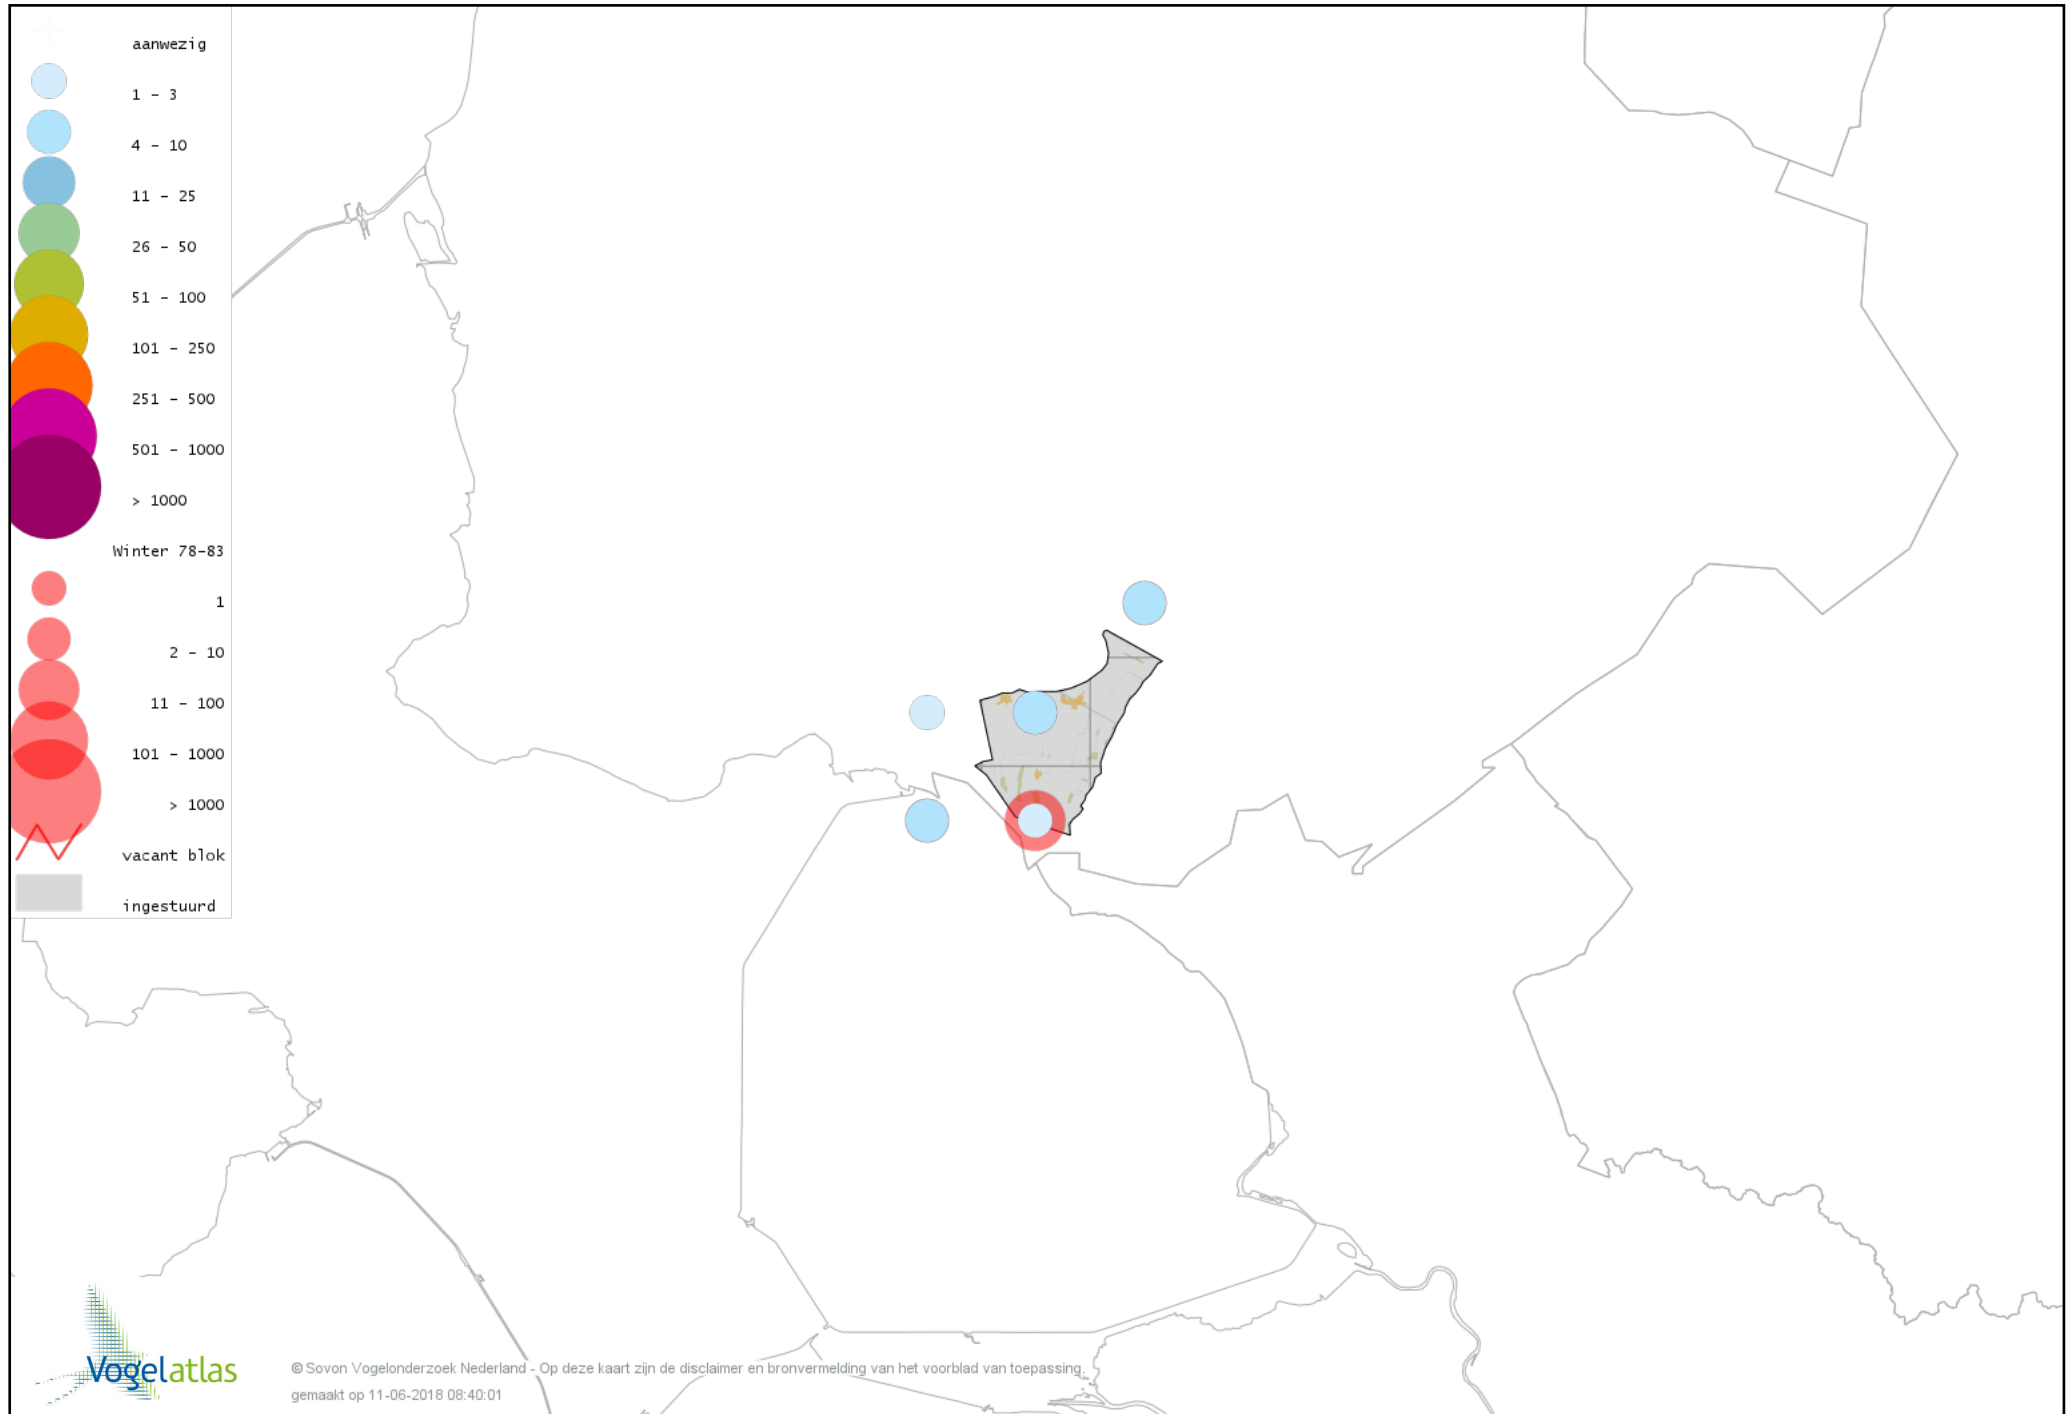 aanwezig
1 - 3
4 - 10
11 - 25
26 - 50
51 - 100
101 - 250
251 - 500
501 - 1000
> 1000
Winter 78-83
1
2 - 10
11 - 100
101 - 1000
> 1000
vacant blok
ingestuurd
Vogelatlas
© Sovon Vogelonderzoek Nederland - Op deze kaart zijn de disclaimer en bronvermelding van het voorblad van toepassing.
gemaakt op 11-06-2018 08:40:01